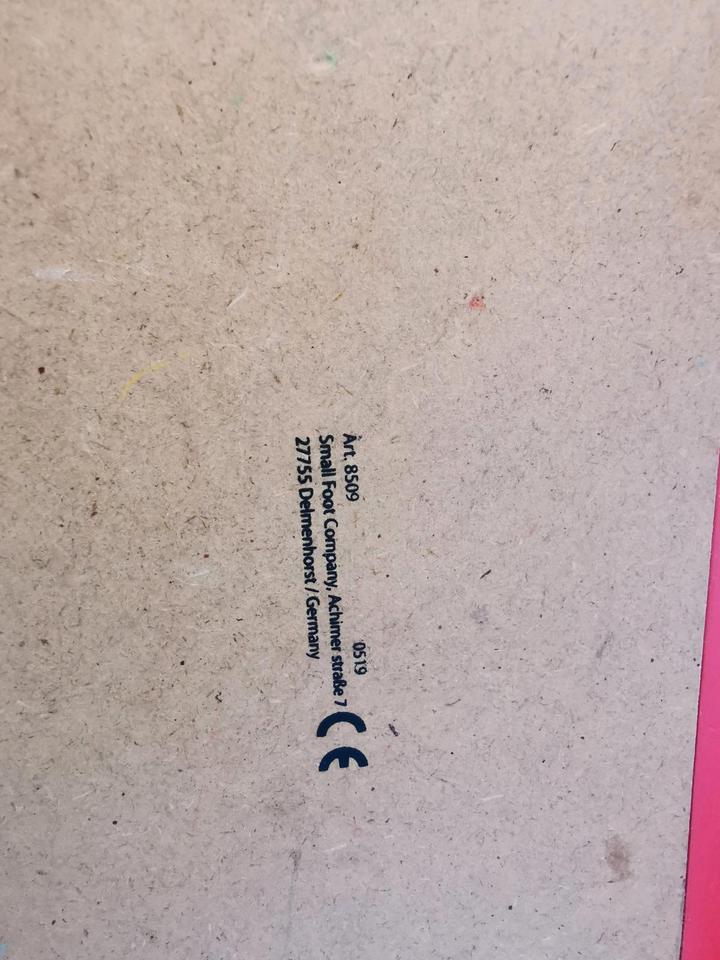 Art. 8509 0519
Small Foot Company, Achimer straße 7
27755 Delmenhorst / Germany
CE